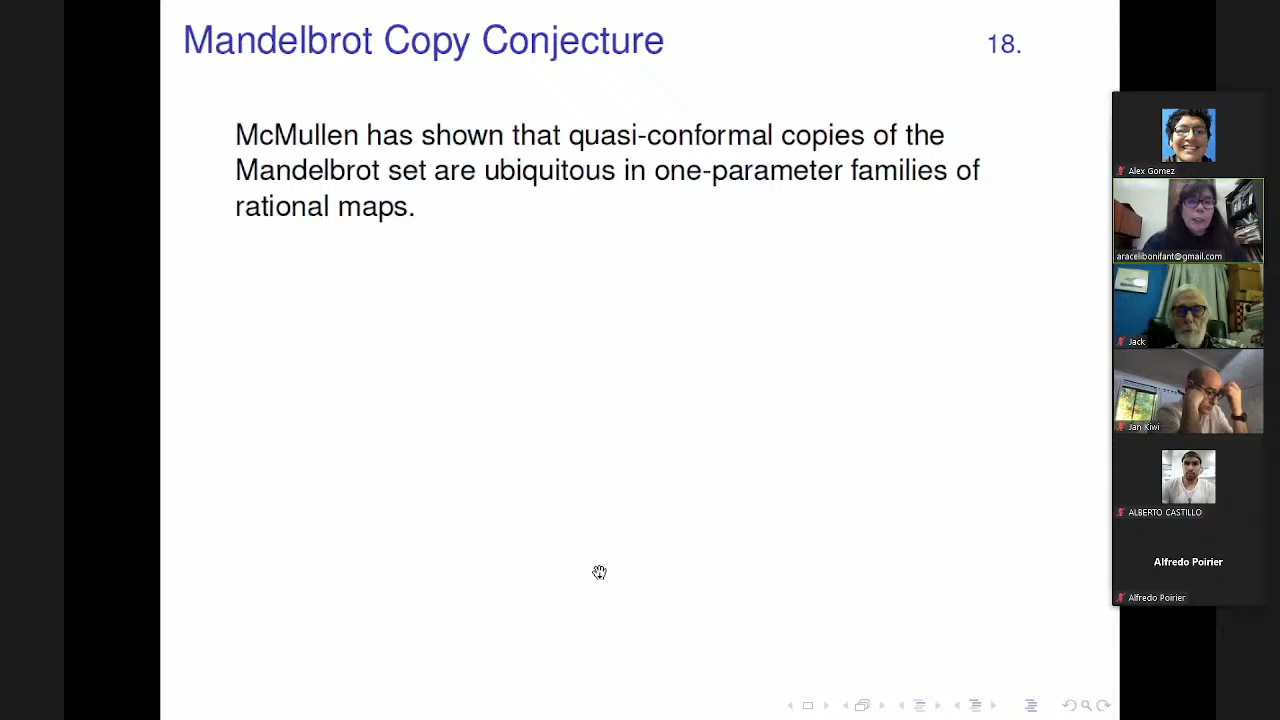 Mandelbrot Copy Conjecture
18.
McMullen has shown that quasi-conformal copies of the
Mandelbrot set are ubiquitous in one-parameter families of
rational maps.
Alex Gomez
aracelibonifant@gmail.com
Jack
Jan Kiwi
ALBERTO CASTILLO
Alfredo Poirier
Alfredo Poirier